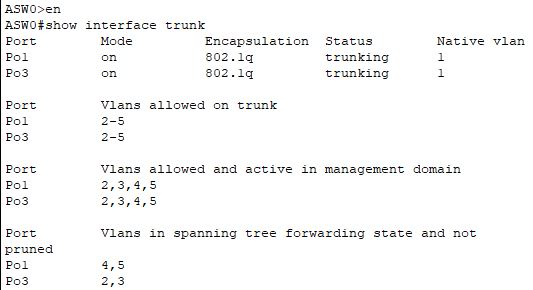 ASW0>en
ASW0#show interface trunk
Port Mode Encapsulation Status Native vlan
Po1 on 802.1q trunking 1
Po3 on 802.1q trunking 1
Port Vlans allowed on trunk
Po1 2-5
Po3 2-5
Port Vlans allowed and active in management domain
Po1 2,3,4,5
Po3 2,3,4,5
Port Vlans in spanning tree forwarding state and not
pruned
Po1 4,5
Po3 2,3